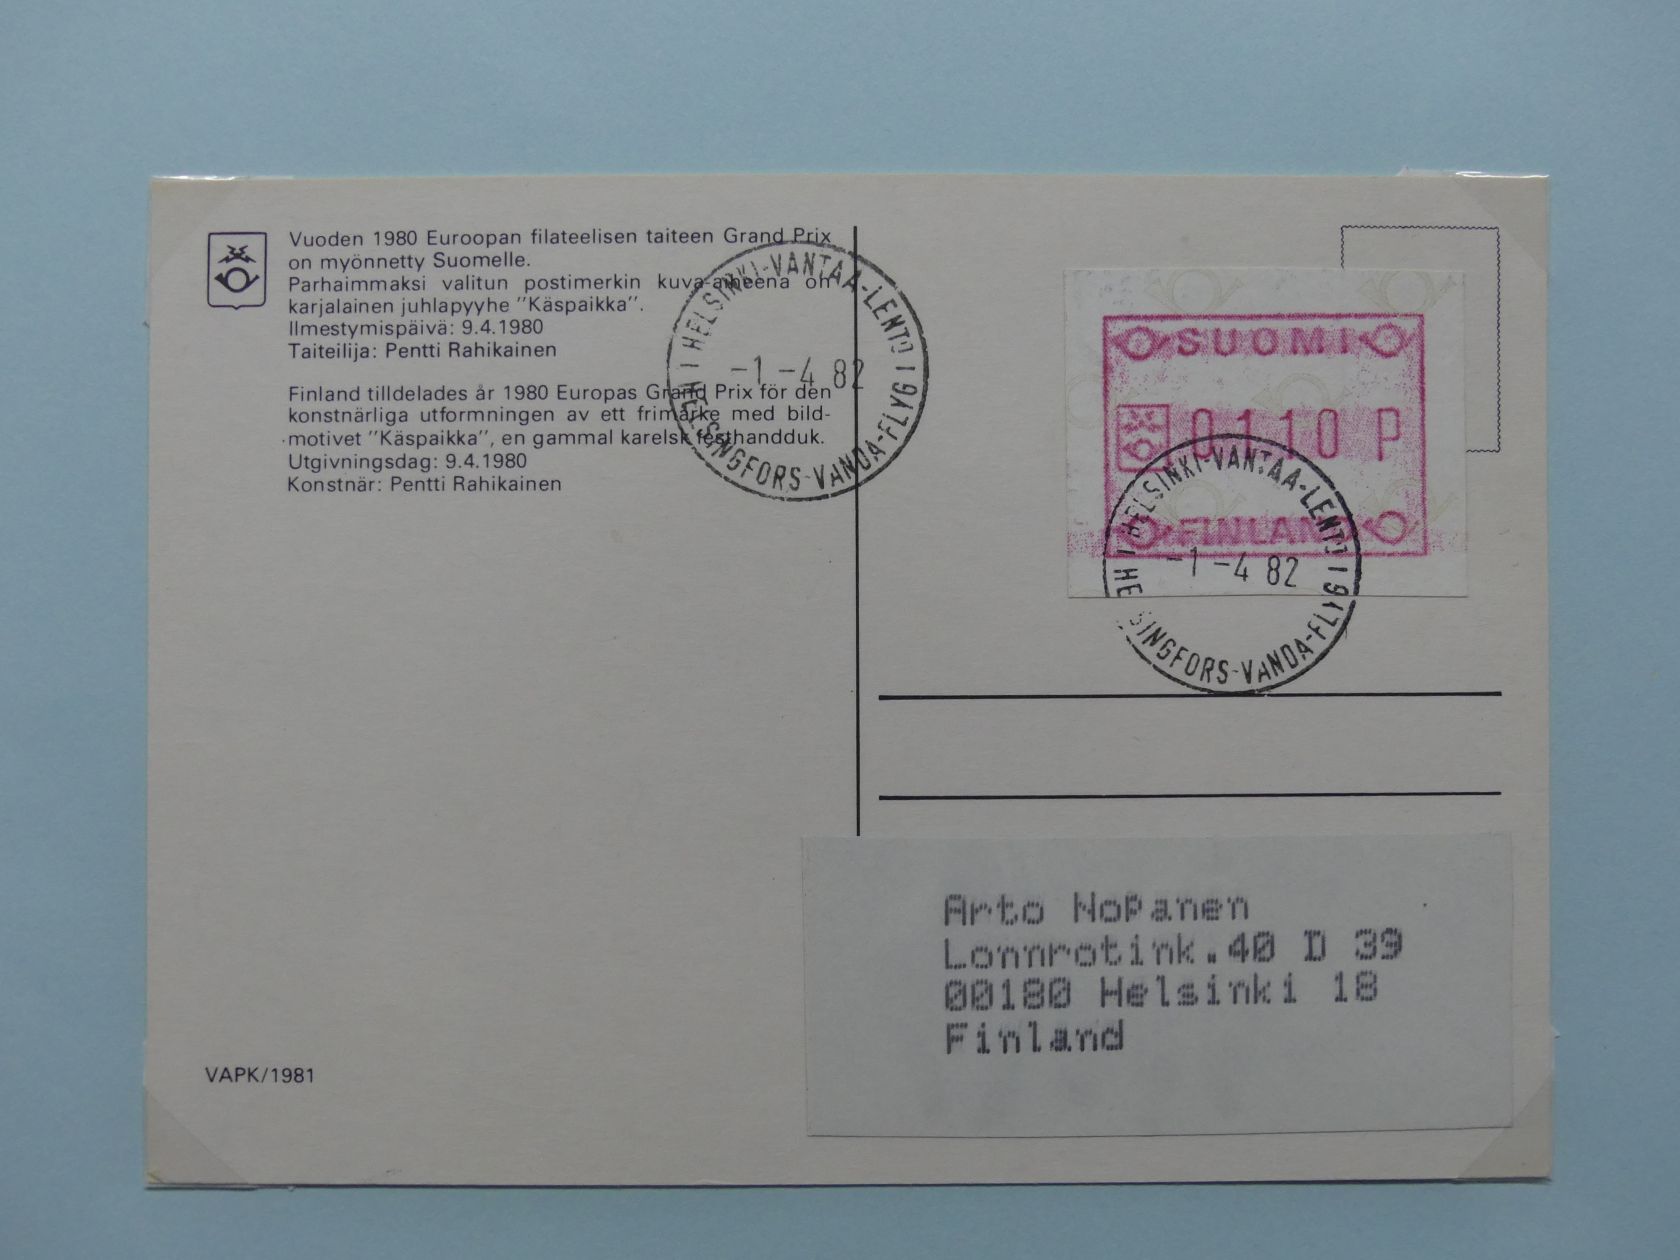 Vuoden 1980 Euroopan filateelisen taiteen Grand Prix
on myönnetty Suomelle.
Parhaimmaksi valitun postimerkin kuva-aiheena on
karjalainen juhlapyyhe "Käspaikka".
Ilmestymispäivä: 9.4.1980
Taiteilija: Pentti Rahikainen
Finland tilldelades år 1980 Europas Grand Prix för den
konstnärliga utformningen av ett frimärke med bild-
motivet "Käspaikka", en gammal karelsk festhandduk.
Utgivningsdag: 9.4.1980
Konstnär: Pentti Rahikainen
HELSINKI-VANTAA-LENTO
-1-4 82
HELSINGFORS-VANDA-FLYG
SUOMI
0110 P
FINLAND
HELSINKI-VANTAA-LENTO
-1-4 82
HELSINGFORS-VANDA-FLYG
Arto Nopanen
Lonnrotink.40 D 39
00180 Helsinki 18
Finland
VAPK/1981